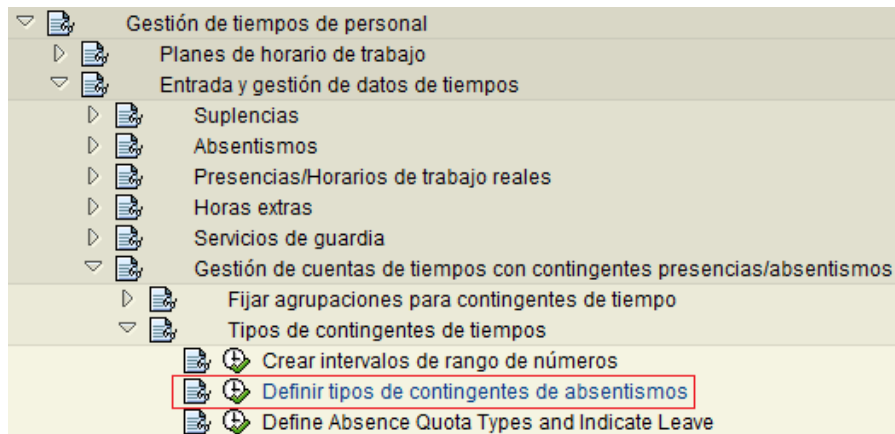 Gestión de tiempos de personal
Planes de horario de trabajo
Entrada y gestión de datos de tiempos
Suplencias
Absentismos
Presencias/Horarios de trabajo reales
Horas extras
Servicios de guardia
Gestión de cuentas de tiempos con contingentes presencias/absentismos
Fijar agrupaciones para contingentes de tiempo
Tipos de contingentes de tiempos
Crear intervalos de rango de números
Definir tipos de contingentes de absentismos
Define Absence Quota Types and Indicate Leave